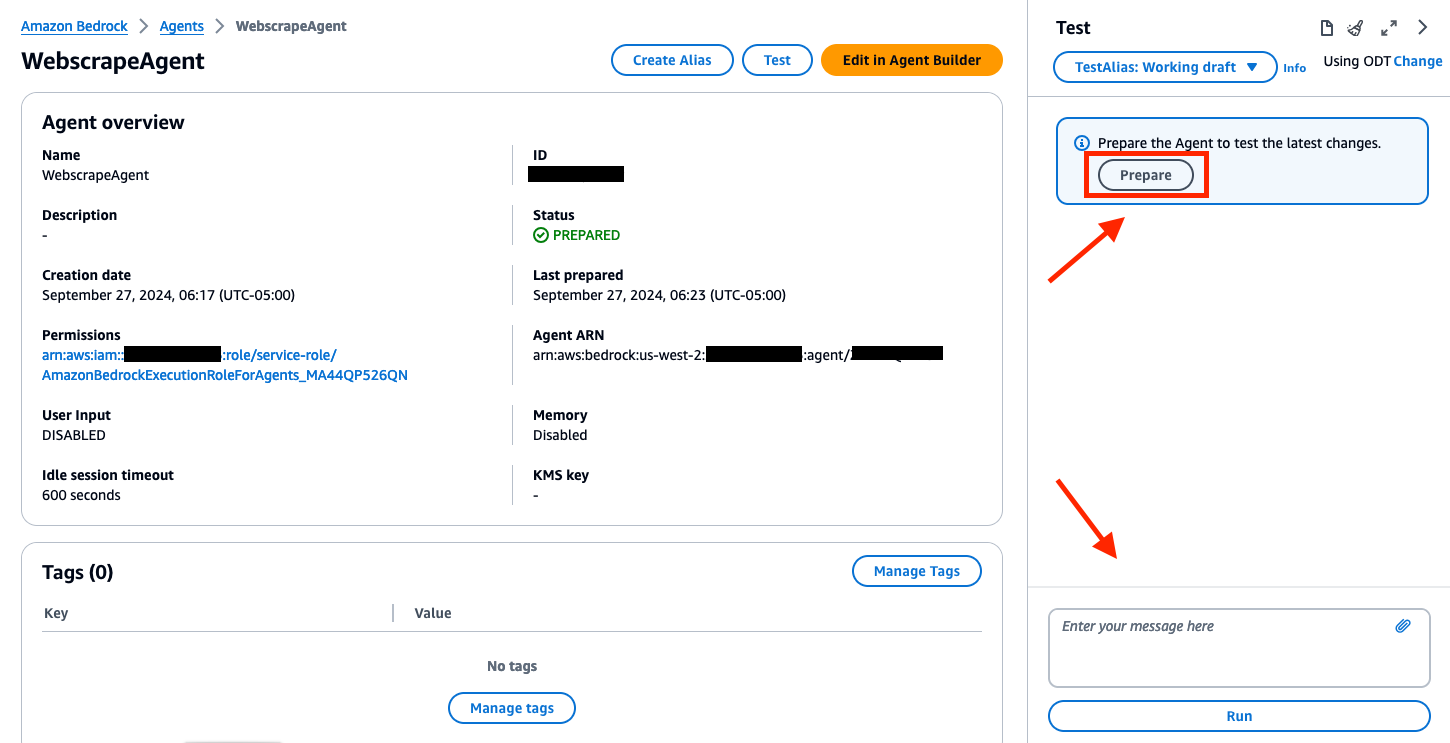 Amazon Bedrock > Agents > WebscrapeAgent
WebscrapeAgent
Create Alias
Test
Edit in Agent Builder
Agent overview
Name
WebscrapeAgent
ID
Description
-
Status
PREPARED
Creation date
September 27, 2024, 06:17 (UTC-05:00)
Last prepared
September 27, 2024, 06:23 (UTC-05:00)
Permissions
arn:aws:iam:: :role/service-role/
AmazonBedrockExecutionRoleForAgents_MA44QP526QN
Agent ARN
arn:aws:bedrock:us-west-2: :agent/
User Input
DISABLED
Memory
Disabled
Idle session timeout
600 seconds
KMS key
-
Tags (0)
Manage Tags
Key
Value
No tags
Manage tags
Test
TestAlias: Working draft
Info
Using ODT Change
Prepare the Agent to test the latest changes.
Prepare
Enter your message here
Run